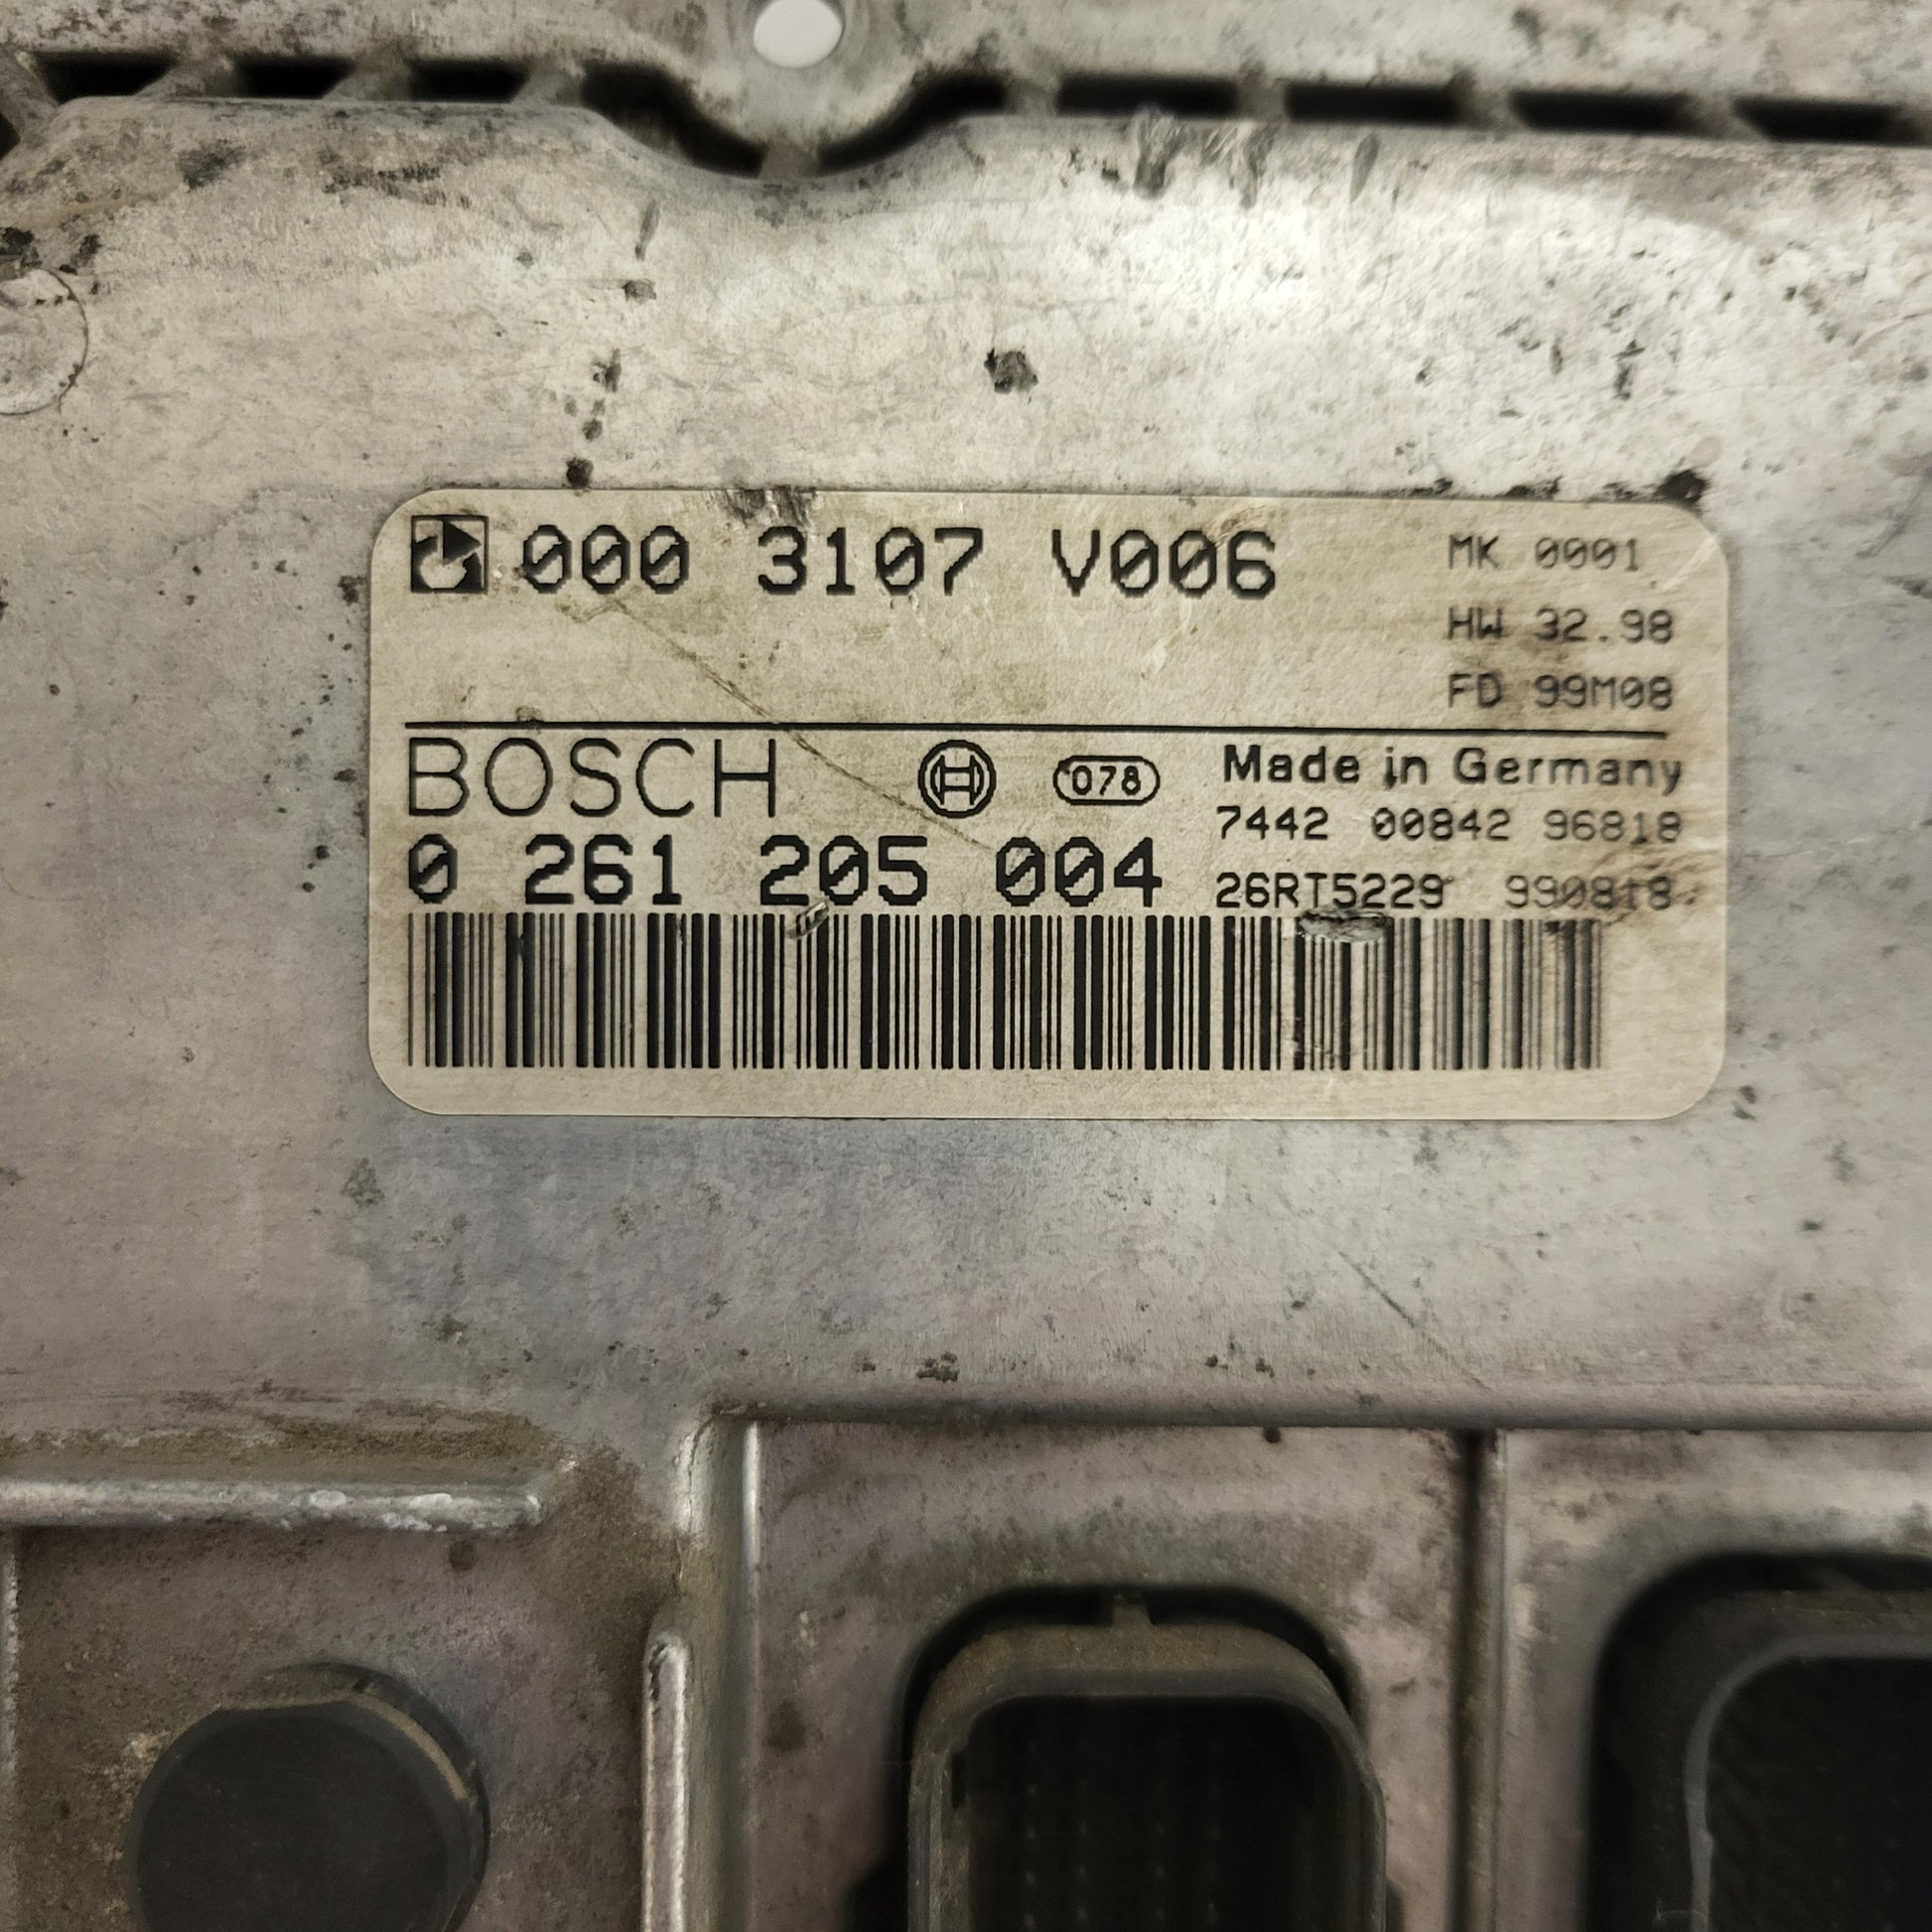 000 3107 V006
MK 0001
HW 32.98
FD 99M08
BOSCH 078 Made in Germany
7442 00842 96818
0 261 205 004
26RT5229 990818